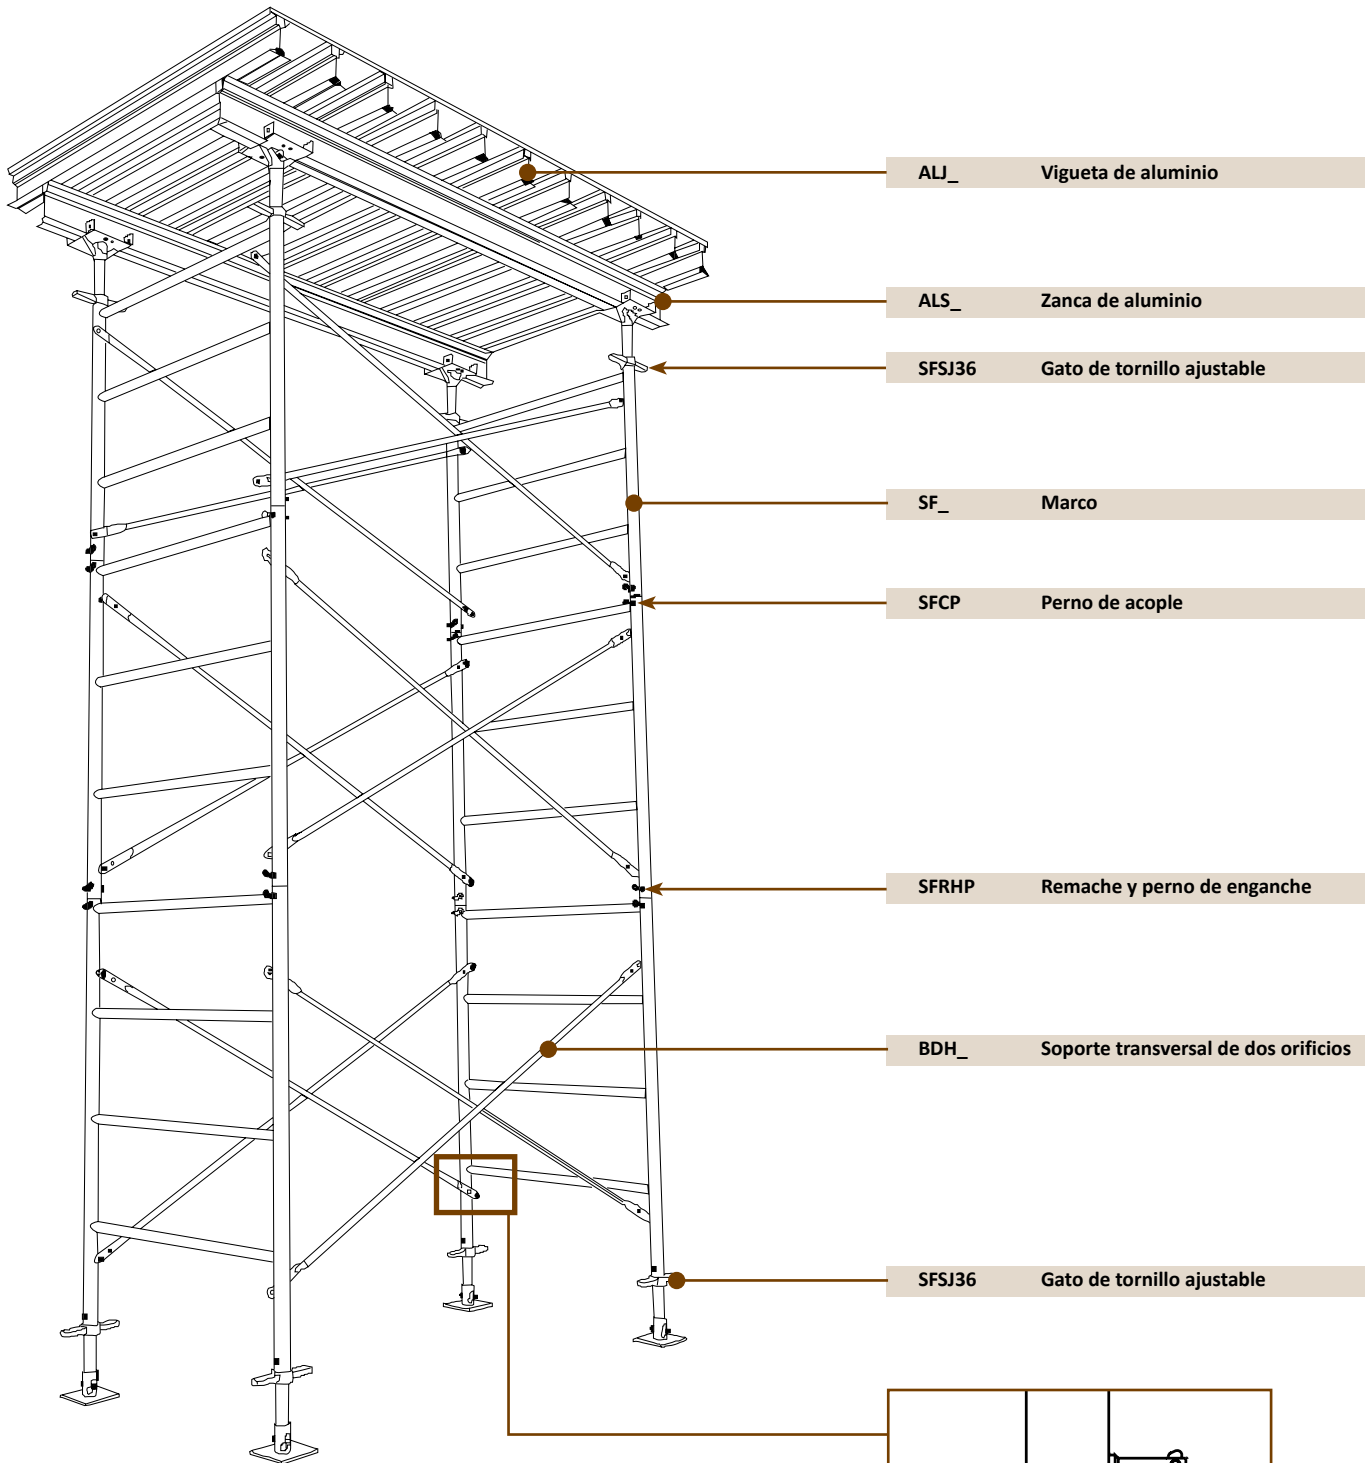 ALJ_ Vigueta de aluminio
ALS_ Zanca de aluminio
SFSJ36 Gato de tornillo ajustable
SF_ Marco
SFCP Perno de acople
SFRHP Remache y perno de enganche
BDH_ Soporte transversal de dos orificios
SFSJ36 Gato de tornillo ajustable